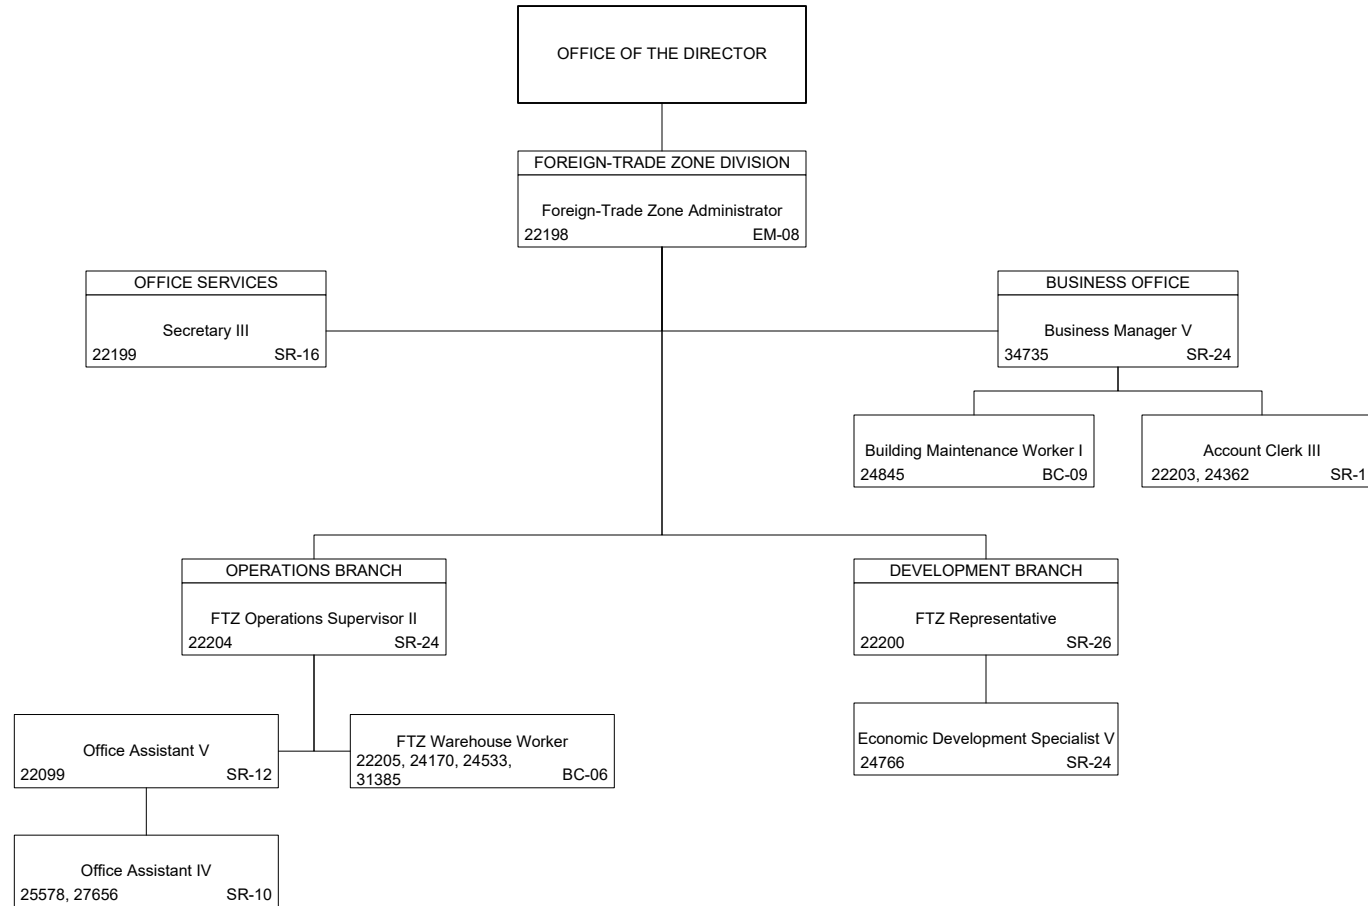 OFFICE OF THE DIRECTOR
FOREIGN-TRADE ZONE DIVISION
Foreign-Trade Zone Administrator
22198 EM-08
OFFICE SERVICES
Secretary III
22199 SR-16
BUSINESS OFFICE
Business Manager V
34735 SR-24
Building Maintenance Worker I
24845 BC-09
Account Clerk III
22203, 24362 SR-1
OPERATIONS BRANCH
FTZ Operations Supervisor II
22204 SR-24
DEVELOPMENT BRANCH
FTZ Representative
22200 SR-26
Office Assistant V
22099 SR-12
FTZ Warehouse Worker
22205, 24170, 24533,
31385 BC-06
Economic Development Specialist V
24766 SR-24
Office Assistant IV
25578, 27656 SR-10